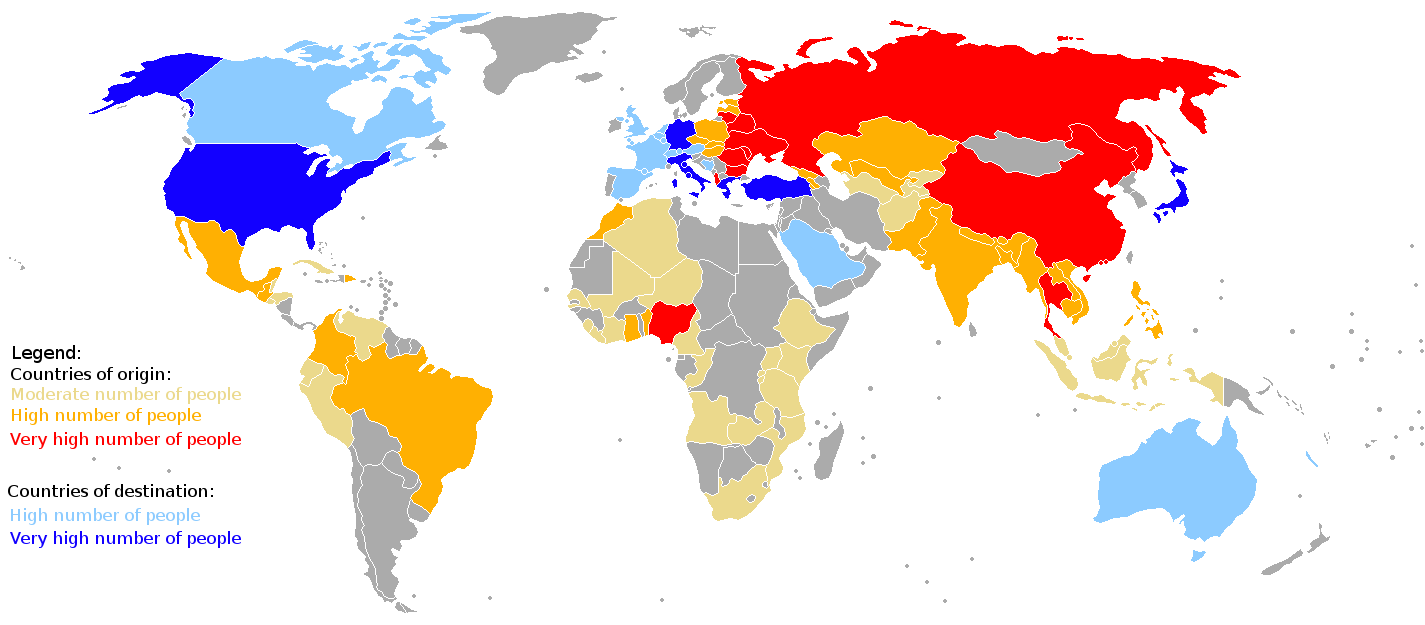 Legend:
Countries of origin:
Moderate number of people
High number of people
Very high number of people
Countries of destination:
High number of people
Very high number of people